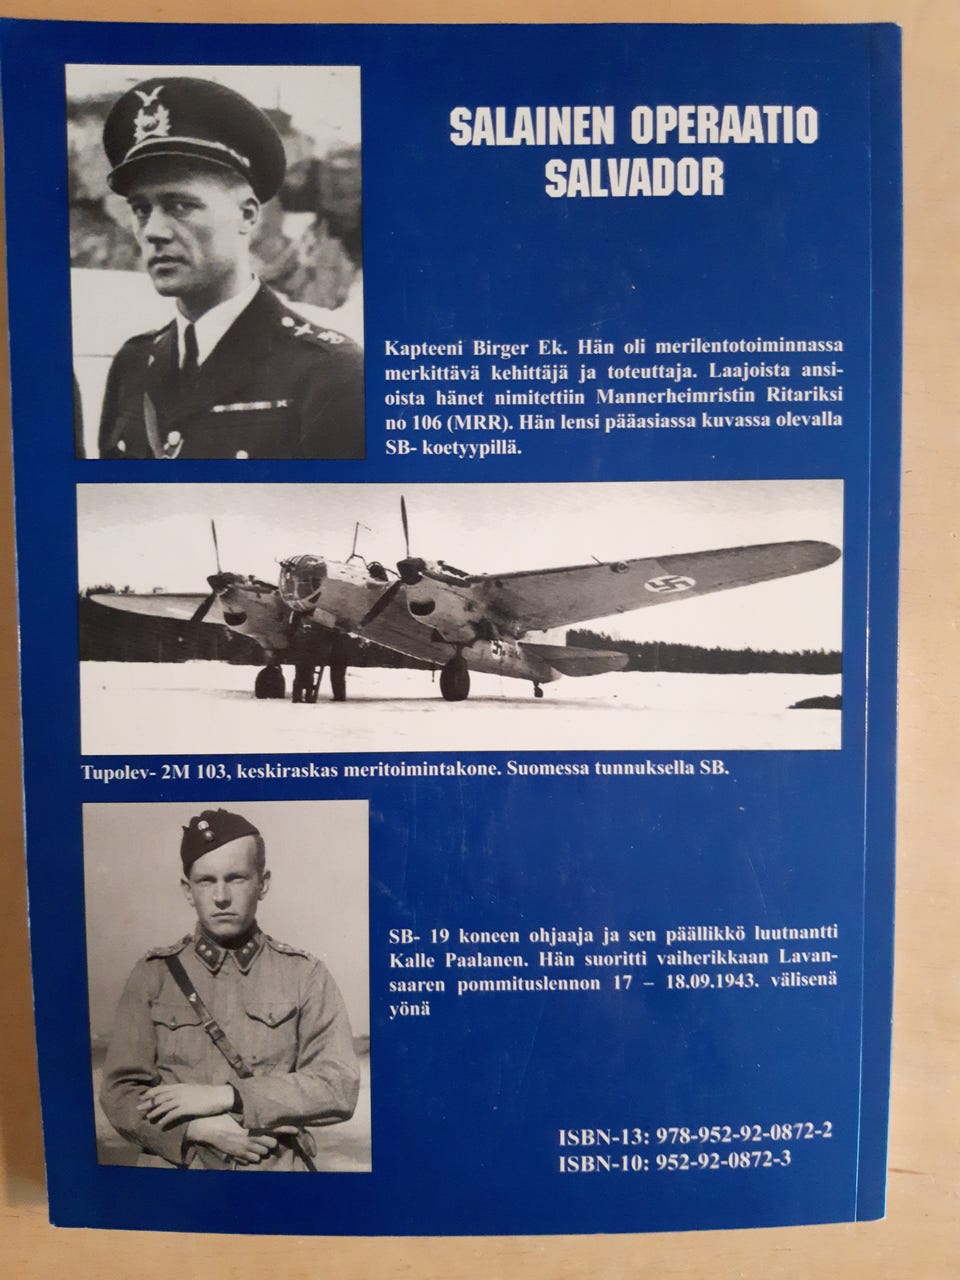 SALAINEN OPERAATIO
SALVADOR
Kapteeni Birger Ek. Hän oli merilentotoiminnassa
merkittävä kehittäjä ja toteuttaja. Laajoista ansi-
oista hänet nimitettiin Mannerheimristin Ritariksi
no 106 (MRR). Hän lensi pääasiassa kuvassa olevalla
SB- koetyypillä.
Tupolev- 2M 103, keskiraskas meritoimintakone. Suomessa tunnuksella SB.
SB- 19 koneen ohjaaja ja sen päällikkö luutnantti
Kalle Paalanen. Hän suoritti vaiherikkaan Lavan-
saaren pommituslennon 17 – 18.09.1943. välisenä
yönä
ISBN-13: 978-952-92-0872-2
ISBN-10: 952-92-0872-3